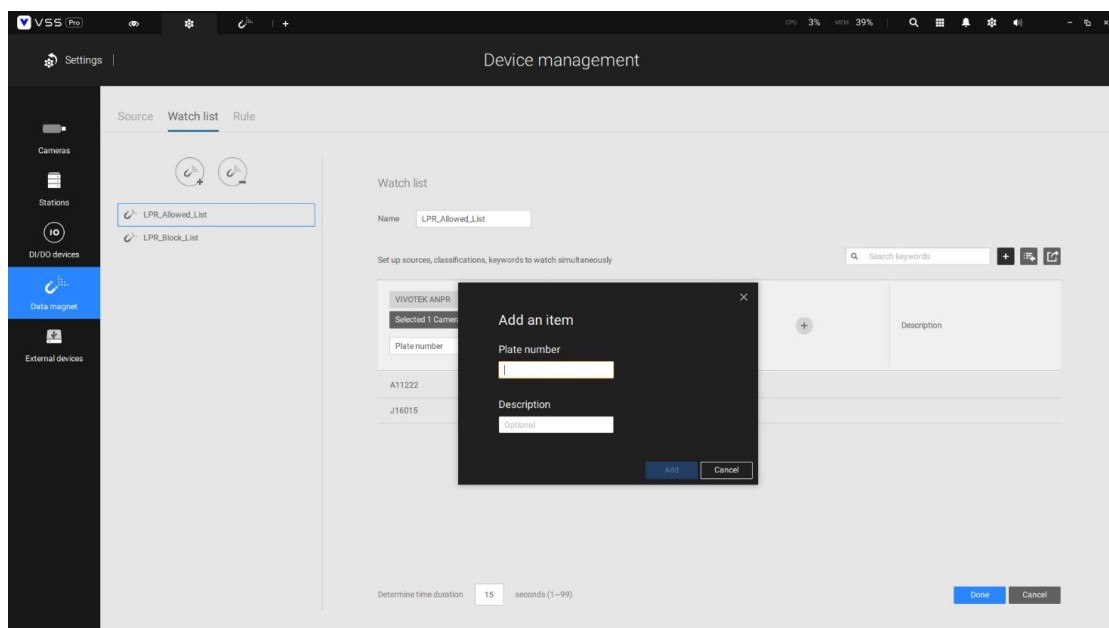 VSS Pro
CPU 3% MEM 39%
Settings
Device management
Cameras
Stations
IO
DI/DO devices
Data magnet
External devices
Source Watch list Rule
LPR_Allowed_List
LPR_Block_List
Watch list
Name LPR_Allowed_List
Set up sources, classifications, keywords to watch simultaneously
Search keywords
VIVOTEK ANPR
Selected 1 Camer
Plate number
Description
A11222
J16015
Add an item
Plate number
Description
Optional
Add Cancel
Determine time duration 15 seconds (1~99)
Done Cancel